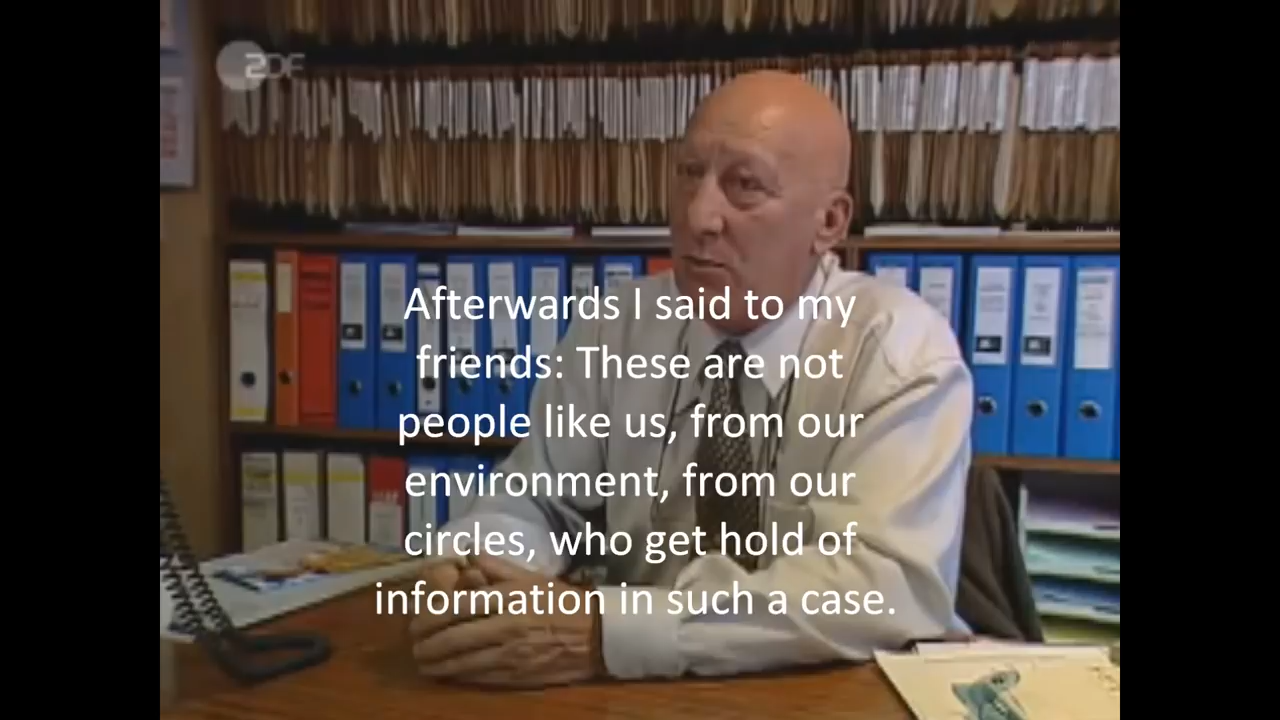 ZDF
Afterwards I said to my
friends: These are not
people like us, from our
environment, from our
circles, who get hold of
information in such a case.